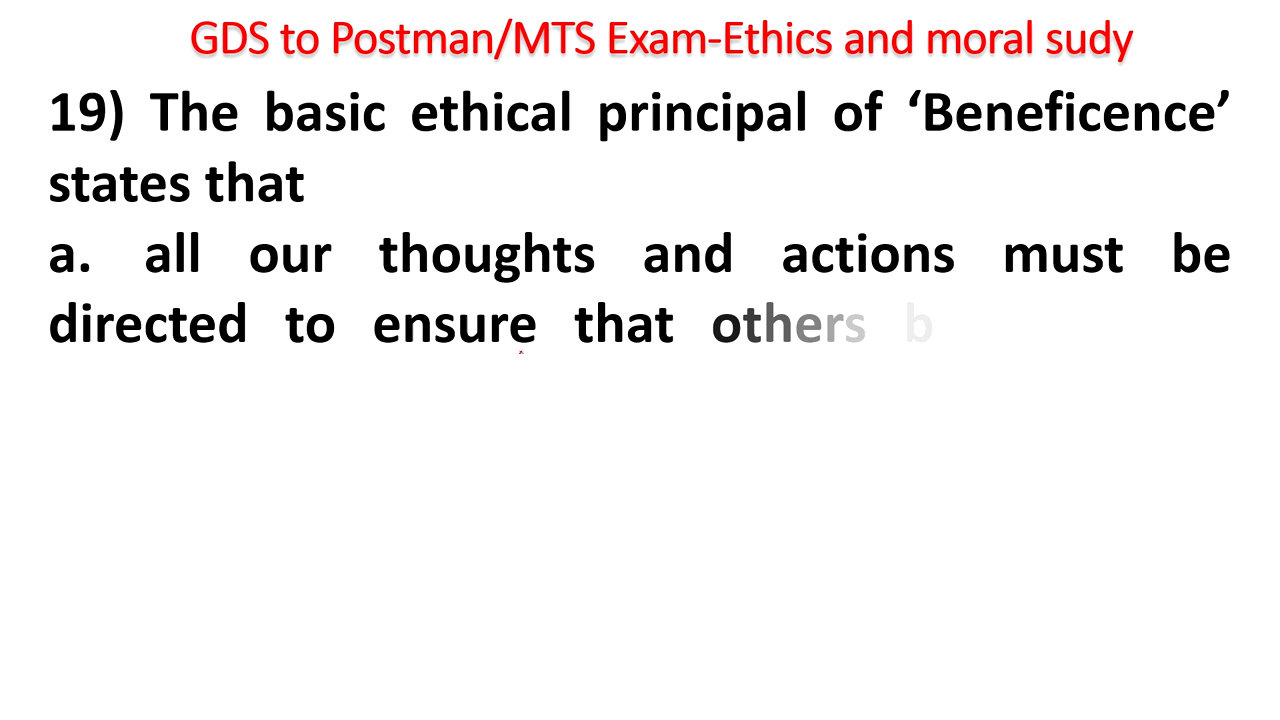 GDS to Postman/MTS Exam-Ethics and moral sudy
19) The basic ethical principal of ‘Beneficence’
states that
a. all our thoughts and actions must be
directed to ensure that others b